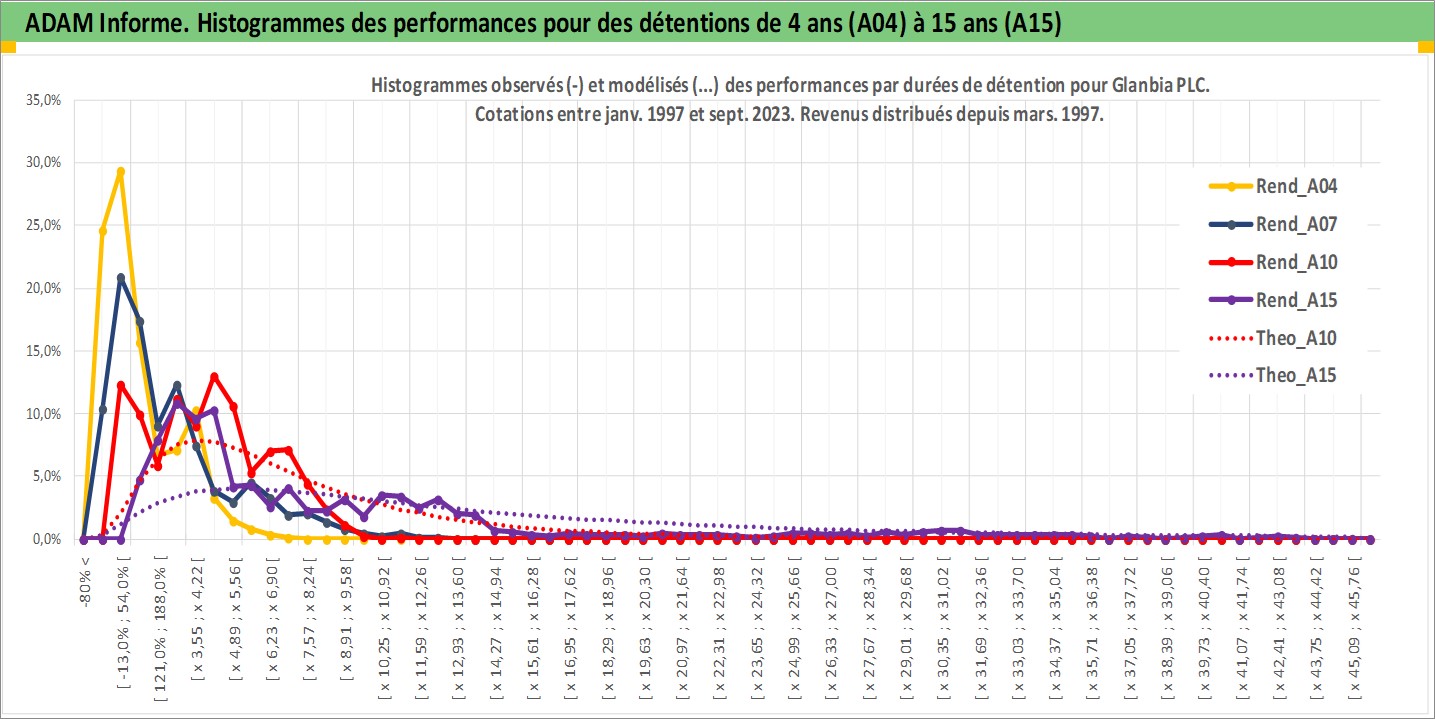 ADAM Informe. Histogrammes des performances pour des détentions de 4 ans (A04) à 15 ans (A15)
Histogrammes observés (-) et modélisés (...) des performances par durées de détention pour Glanbia PLC.
Cotations entre janv. 1997 et sept. 2023. Revenus distribués depuis mars. 1997.
35,0%
30,0%
25,0%
20,0%
15,0%
10,0%
5,0%
0,0%
Rend_A04
Rend_A07
Rend_A10
Rend_A15
Theo_A10
Theo_A15
-80% <
[ -13,0% ; 54,0% [
[ 121,0% ; 188,0% [
[ x 3,55 ; x 4,22 [
[ x 4,89 ; x 5,56 [
[ x 6,23 ; x 6,90 [
[ x 7,57 ; x 8,24 [
[ x 8,91 ; x 9,58 [
[ x 10,25 ; x 10,92 [
[ x 11,59 ; x 12,26 [
[ x 12,93 ; x 13,60 [
[ x 14,27 ; x 14,94 [
[ x 15,61 ; x 16,28 [
[ x 16,95 ; x 17,62 [
[ x 18,29 ; x 18,96 [
[ x 19,63 ; x 20,30 [
[ x 20,97 ; x 21,64 [
[ x 22,31 ; x 22,98 [
[ x 23,65 ; x 24,32 [
[ x 24,99 ; x 25,66 [
[ x 26,33 ; x 27,00 [
[ x 27,67 ; x 28,34 [
[ x 29,01 ; x 29,68 [
[ x 30,35 ; x 31,02 [
[ x 31,69 ; x 32,36 [
[ x 33,03 ; x 33,70 [
[ x 34,37 ; x 35,04 [
[ x 35,71 ; x 36,38 [
[ x 37,05 ; x 37,72 [
[ x 38,39 ; x 39,06 [
[ x 39,73 ; x 40,40 [
[ x 41,07 ; x 41,74 [
[ x 42,41 ; x 43,08 [
[ x 43,75 ; x 44,42 [
[ x 45,09 ; x 45,76 [